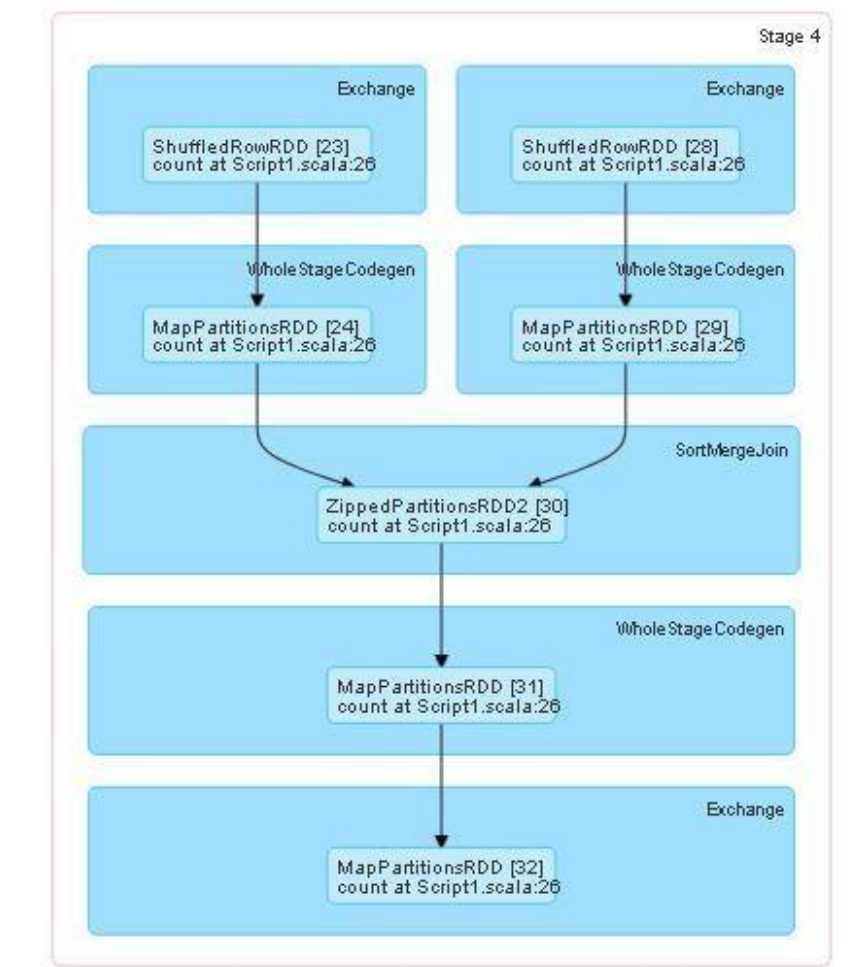 Stage 4
Exchange
Exchange
ShuffledRowRDD [23]
count at Script1.scala:26
ShuffledRowRDD [28]
count at Script1.scala:26
WholeStageCodegen
WholeStageCodegen
MapPartitionsRDD [24]
count at Script1.scala:26
MapPartitionsRDD [29]
count at Script1.scala:26
SortMergeJoin
ZippedPartitionsRDD2 [30]
count at Script1.scala:26
WholeStageCodegen
MapPartitionsRDD [31]
count at Script1.scala:26
Exchange
MapPartitionsRDD [32]
count at Script1.scala:26